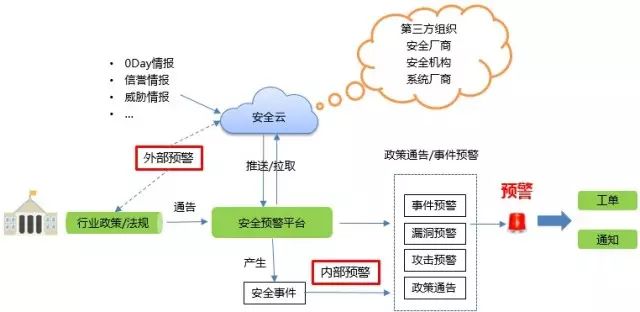 第三方组织
安全厂商
安全机构
系统厂商
• 0Day情报
• 信誉情报
• 威胁情报
• ...
安全云
外部预警
推送/拉取
政策通告/事件预警
行业政策/法规
通告
安全预警平台
事件预警
漏洞预警
攻击预警
政策通告
预警
工单
通知
产生
内部预警
安全事件